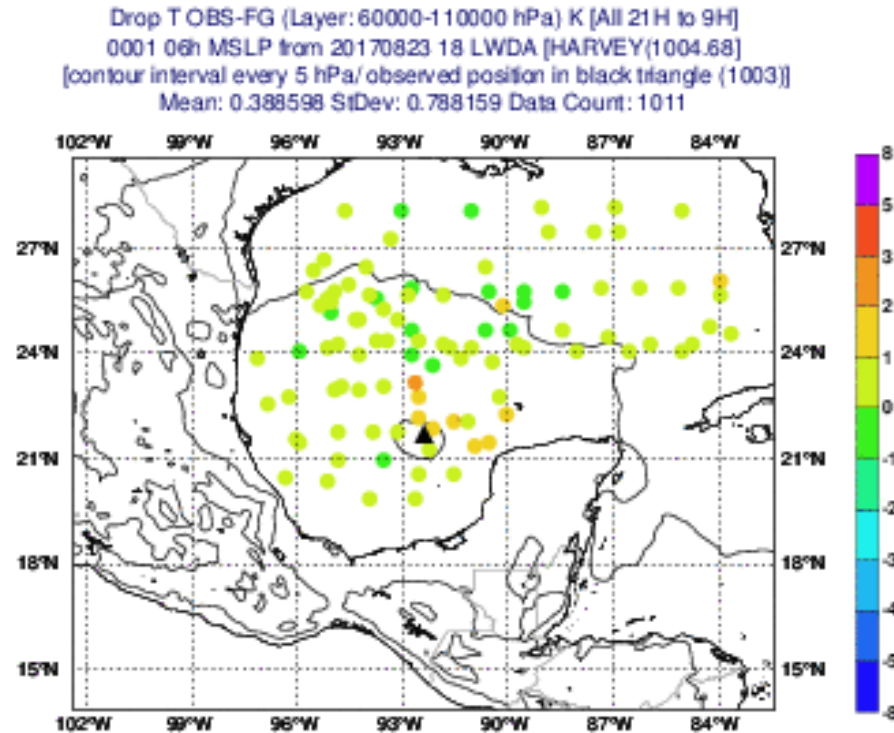 Drop T OBS-FG (Layer: 60000-110000 hPa) K [All 21H to 9H]
0001 06h MSLP from 20170823 18 LWDA [HARVEY(1004.68]
[contour interval every 5 hPa/ observed position in black triangle (1003)]
Mean: 0.388598 StDev: 0.788159 Data Count: 1011
102°W 99°W 96°W 93°W 90°W 87°W 84°W
27°N 27°N
24°N 24°N
21°N 21°N
18°N 18°N
15°N 15°N
102°W 99°W 96°W 93°W 90°W 87°W 84°W
8
5
3
2
1
0
-1
-2
-3
-4
-5
-8